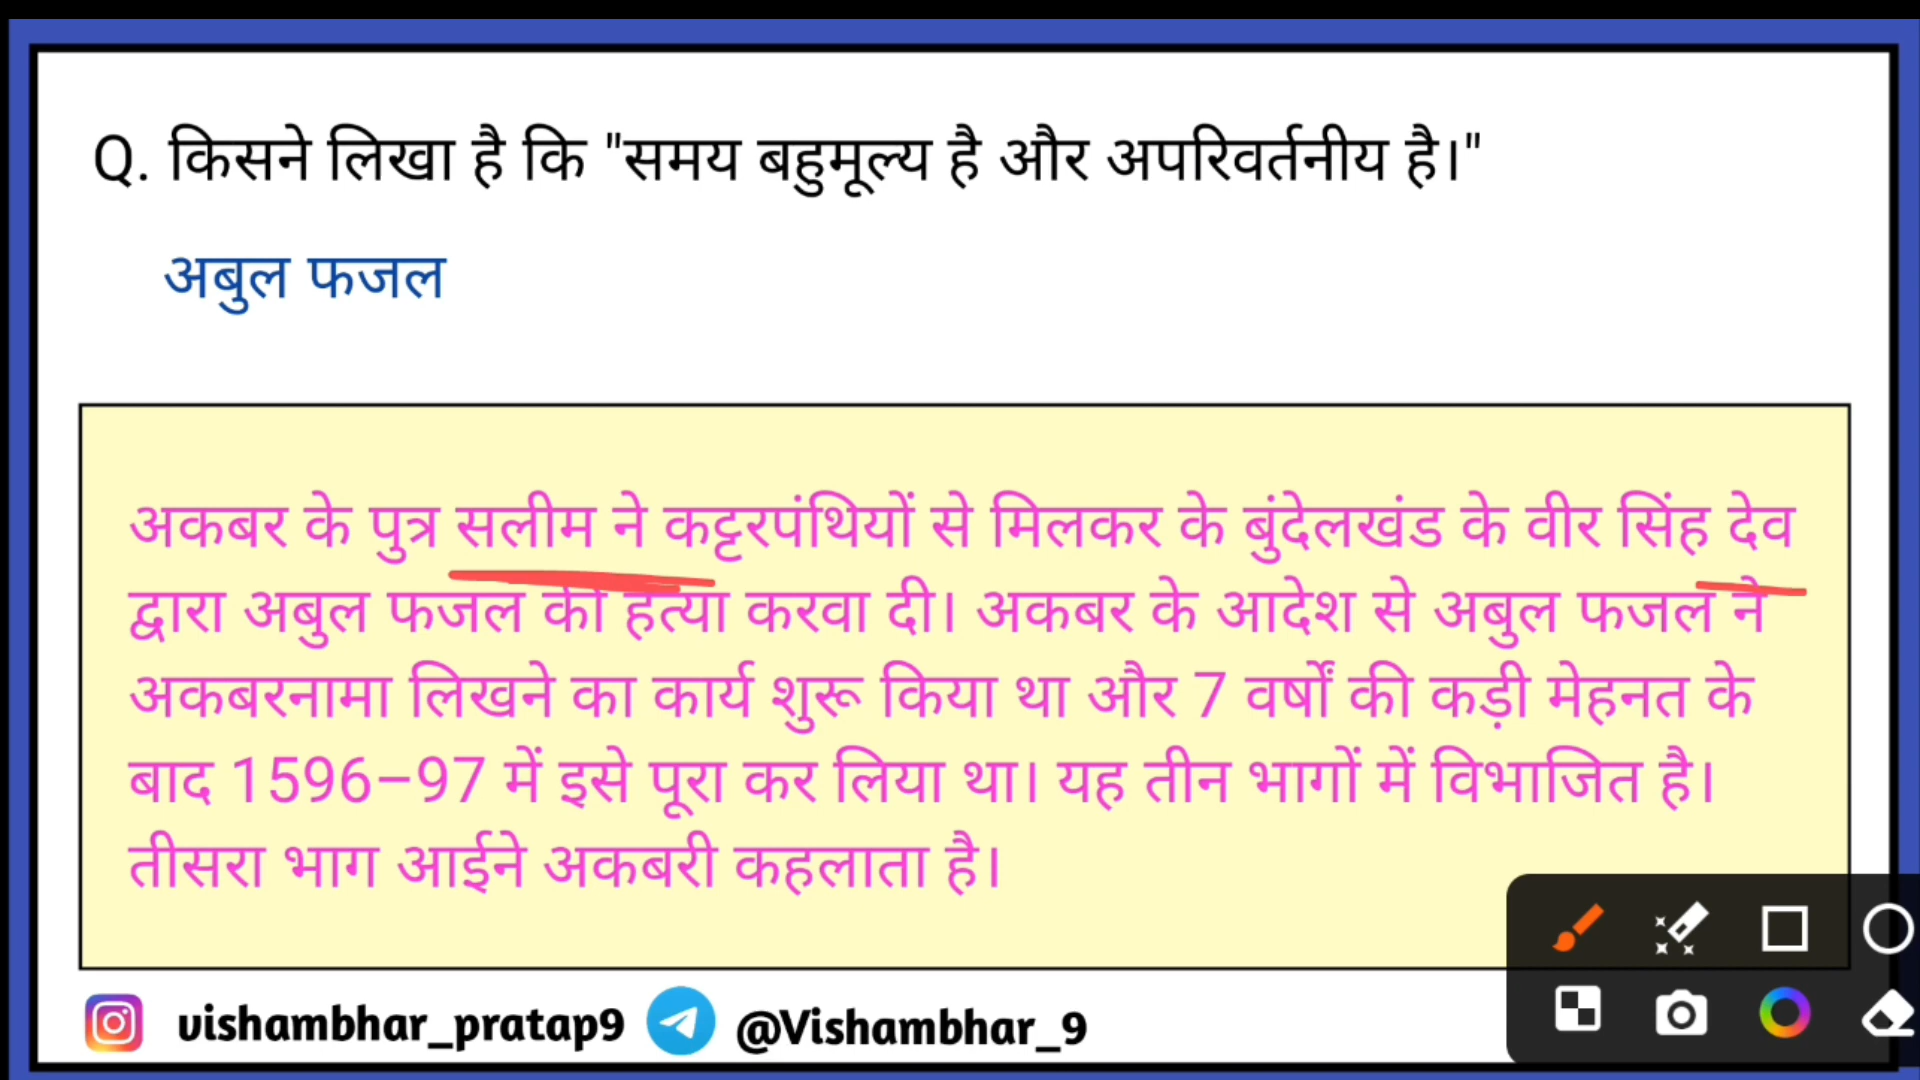 Q. किसने लिखा है कि "समय बहुमूल्य है और अपरिवर्तनीय है।"
अबुल फजल
अकबर के पुत्र सलीम ने कट्टरपंथियों से मिलकर के बुंदेलखंड के वीर सिंह देव
द्वारा अबुल फजल की हत्या करवा दी। अकबर के आदेश से अबुल फजल ने
अकबरनामा लिखने का कार्य शुरू किया था और 7 वर्षों की कड़ी मेहनत के
बाद 1596–97 में इसे पूरा कर लिया था। यह तीन भागों में विभाजित है।
तीसरा भाग आईने अकबरी कहलाता है।
vishambhar_pratap9 @Vishambhar_9